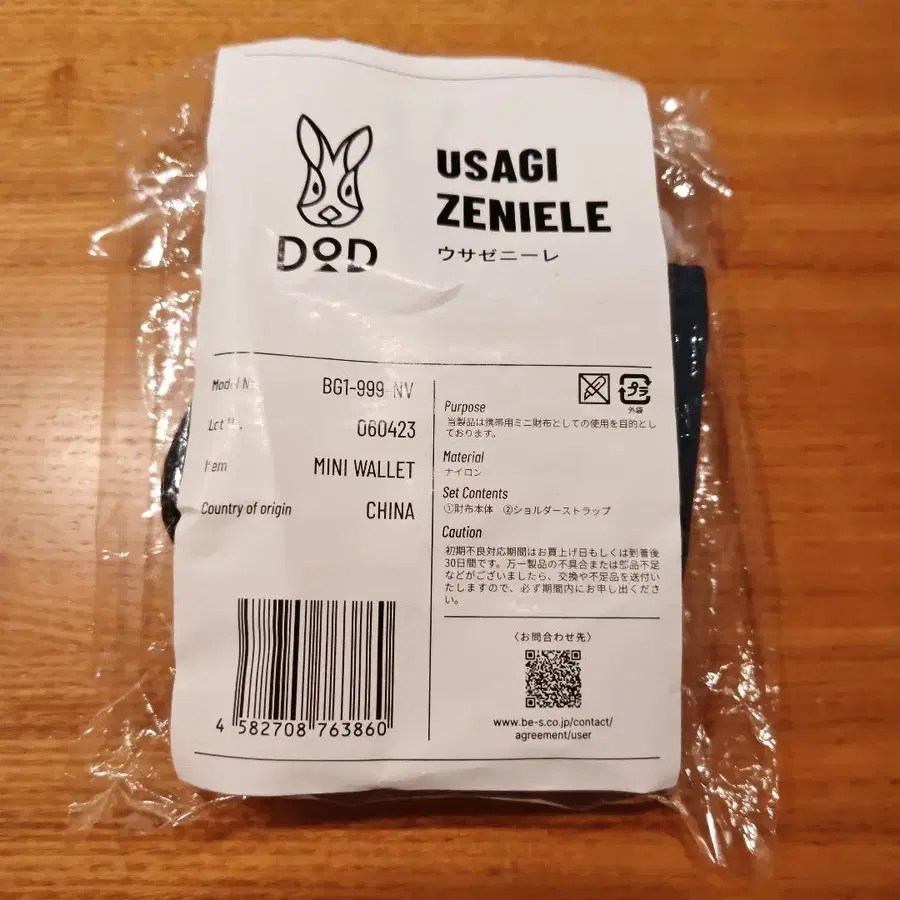 DOD
USAGI
ZENIELE
ウサゼニーレ
Model No.
BG1-999-NV
Lot No.
060423
Item
MINI WALLET
Country of origin
CHINA
4 582708 763860
プラ
外袋
Purpose
当製品は携帯用ミニ財布としての使用を目的とし
ております。
Material
ナイロン
Set Contents
①財布本体 ②ショルダーストラップ
Caution
初期不良対応期間はお買上げ日もしくは到着後
30日間です。万一製品の不具合または部品不足
などがございましたら、交換や不足品を送付い
たしますので、必ず期間内にお申し出くださ
い。
〈お問合わせ先〉
www.be-s.co.jp/contact/
agreement/user